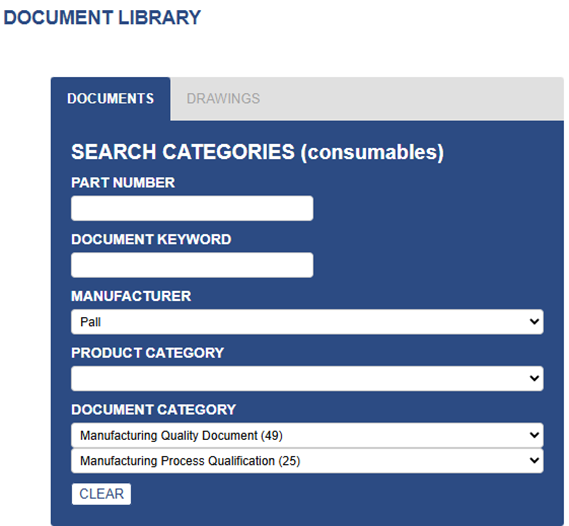 DOCUMENT LIBRARY
DOCUMENTS DRAWINGS
SEARCH CATEGORIES (consumables)
PART NUMBER
DOCUMENT KEYWORD
MANUFACTURER
Pall
PRODUCT CATEGORY
DOCUMENT CATEGORY
Manufacturing Quality Document (49)
Manufacturing Process Qualification (25)
CLEAR